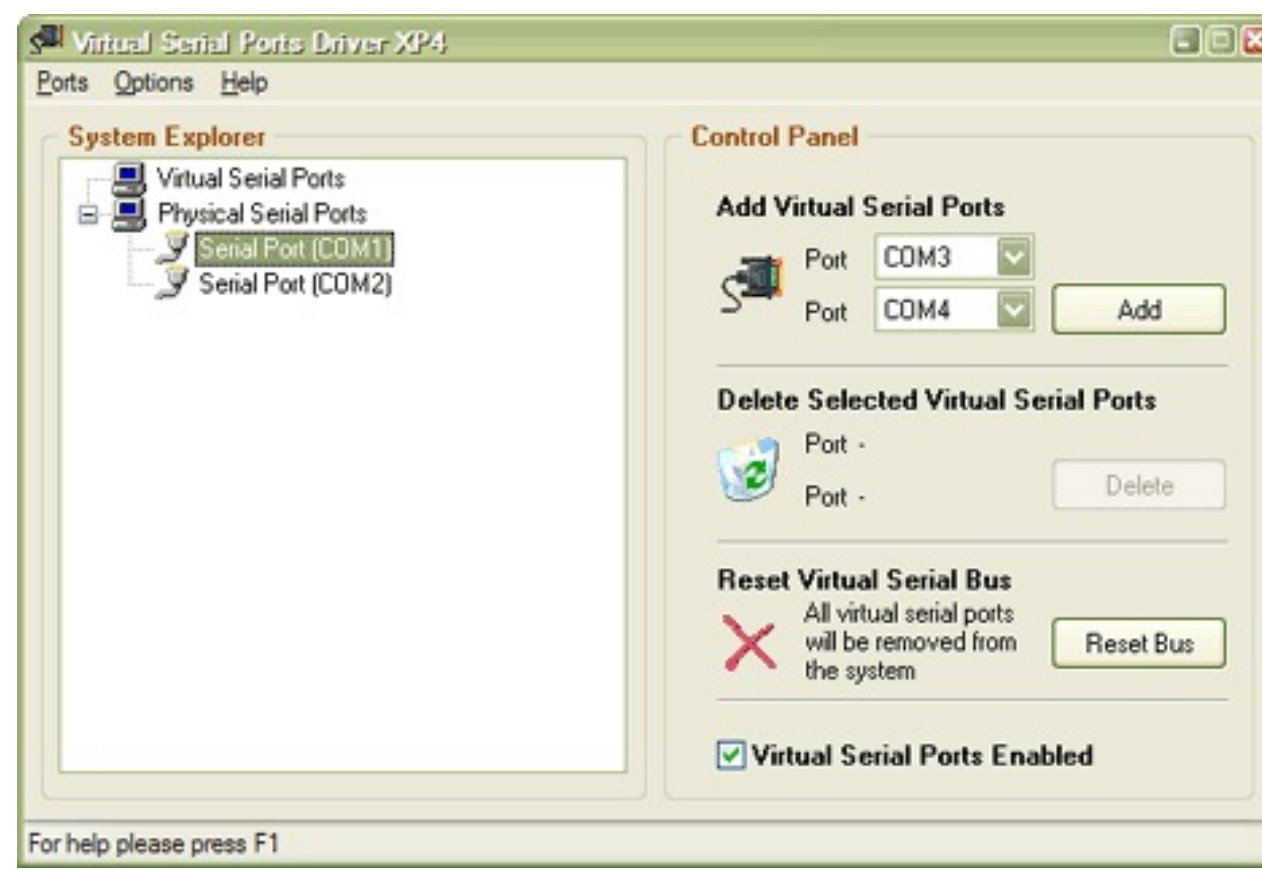 Virtual Serial Ports Driver XP4
Ports Options Help
System Explorer
Virtual Serial Ports
Physical Serial Ports
Serial Port (COM1)
Serial Port (COM2)
Control Panel
Add Virtual Serial Ports
Port COM3
Port COM4 Add
Delete Selected Virtual Serial Ports
Port -
Port - Delete
Reset Virtual Serial Bus
All virtual serial ports
will be removed from
the system
Reset Bus
Virtual Serial Ports Enabled
For help please press F1